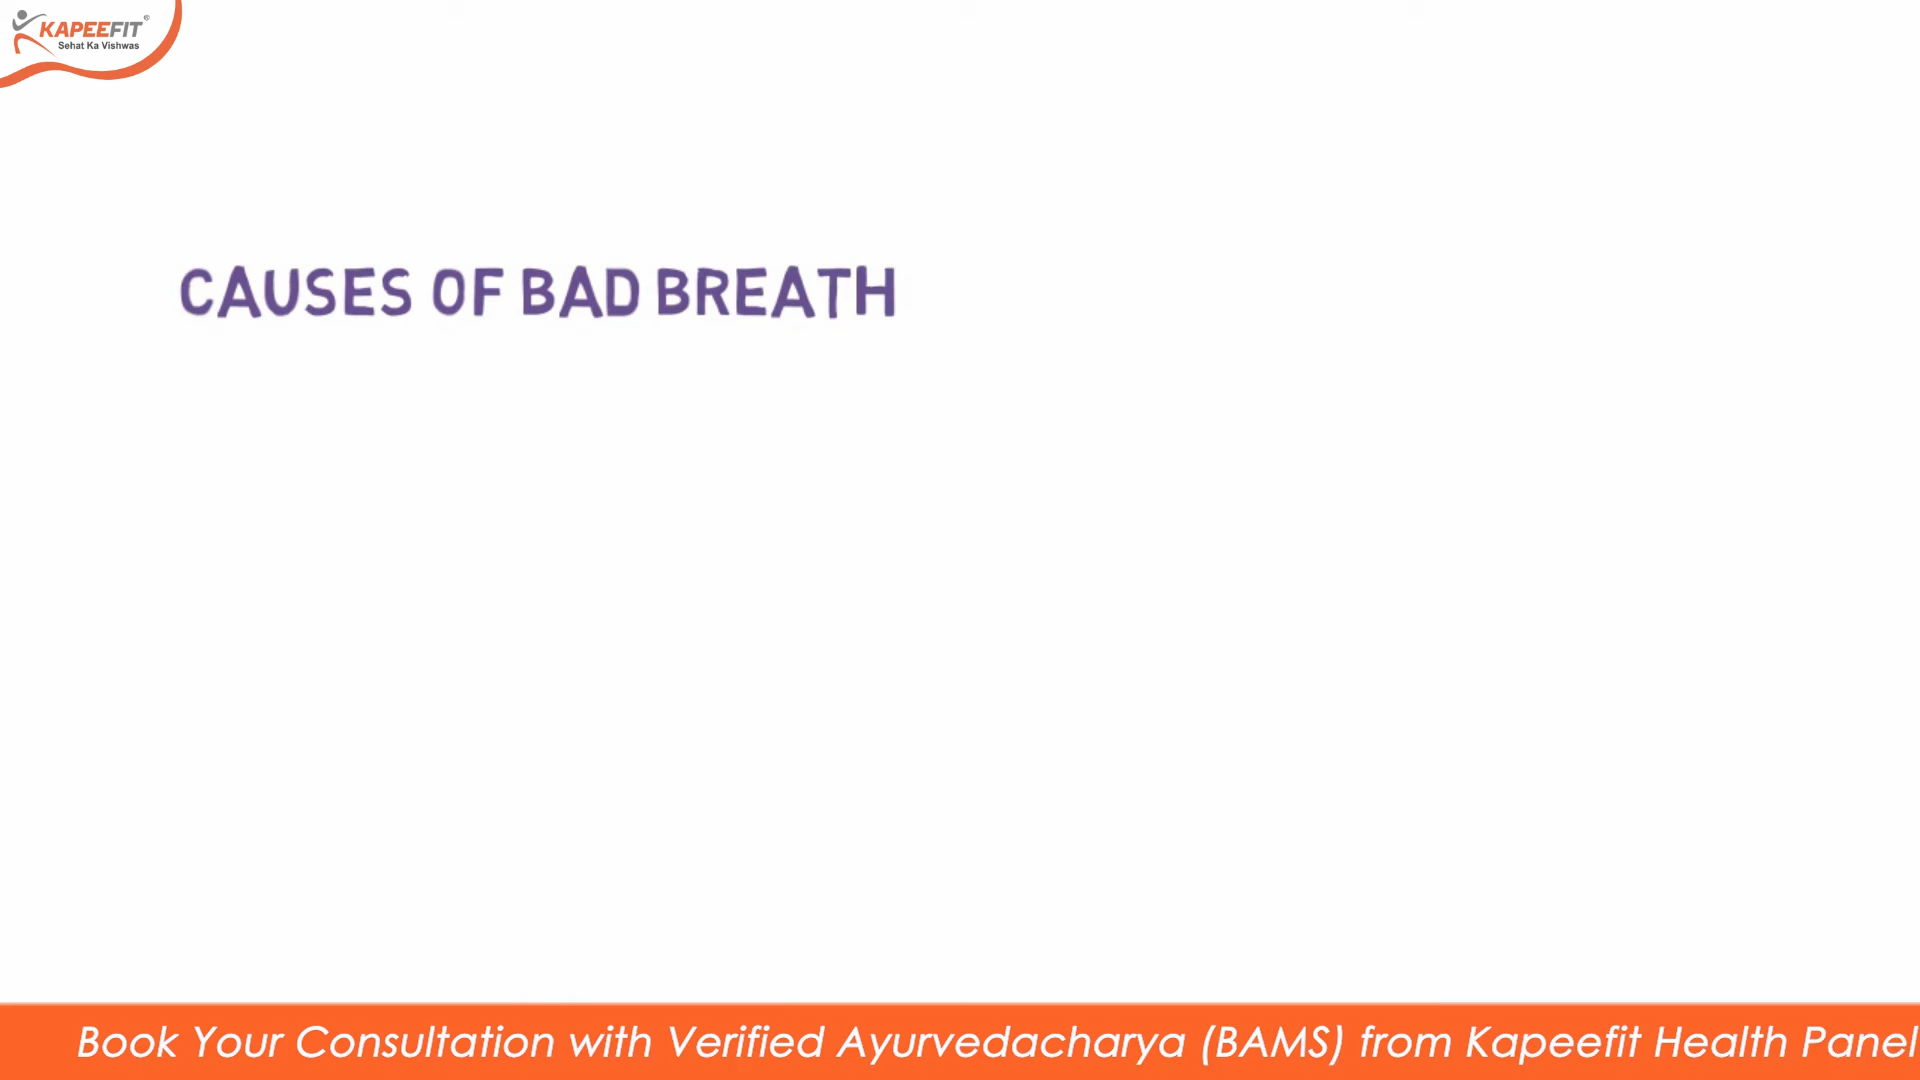 KAPEEFIT®
Sehat Ka Vishwas
CAUSES OF BAD BREATH
Book Your Consultation with Verified Ayurvedacharya (BAMS) from Kapeefit Health Panel